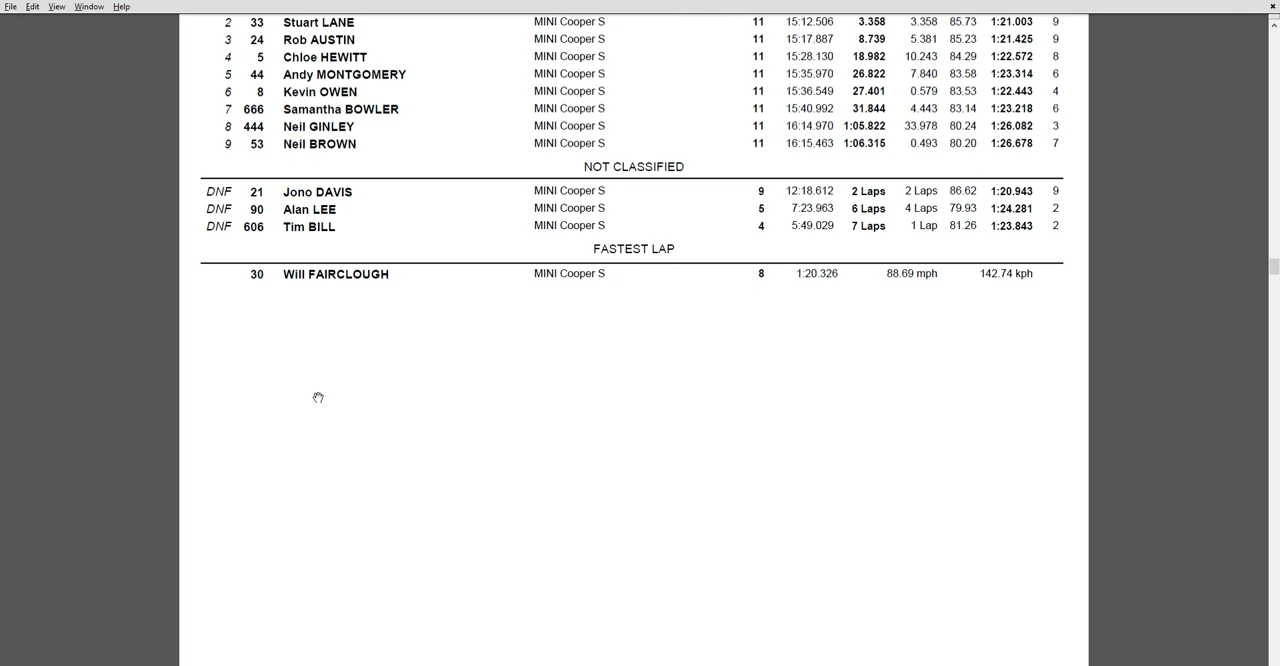 File Edit View Window Help ×
2 33 Stuart LANE MINI Cooper S 11 15:12.506 3.358 3.358 85.73 1:21.003 9
3 24 Rob AUSTIN MINI Cooper S 11 15:17.887 8.739 5.381 85.23 1:21.425 9
4 5 Chloe HEWITT MINI Cooper S 11 15:28.130 18.982 10.243 84.29 1:22.572 8
5 44 Andy MONTGOMERY MINI Cooper S 11 15:35.970 26.822 7.840 83.58 1:23.314 6
6 8 Kevin OWEN MINI Cooper S 11 15:36.549 27.401 0.579 83.53 1:22.443 4
7 666 Samantha BOWLER MINI Cooper S 11 15:40.992 31.844 4.443 83.14 1:23.218 6
8 444 Neil GINLEY MINI Cooper S 11 16:14.970 1:05.822 33.978 80.24 1:26.082 3
9 53 Neil BROWN MINI Cooper S 11 16:15.463 1:06.315 0.493 80.20 1:26.678 7
NOT CLASSIFIED
DNF 21 Jono DAVIS MINI Cooper S 9 12:18.612 2 Laps 2 Laps 86.62 1:20.943 9
DNF 90 Alan LEE MINI Cooper S 5 7:23.963 6 Laps 4 Laps 79.93 1:24.281 2
DNF 606 Tim BILL MINI Cooper S 4 5:49.029 7 Laps 1 Lap 81.26 1:23.843 2
FASTEST LAP
30 Will FAIRCLOUGH MINI Cooper S 8 1:20.326 88.69 mph 142.74 kph